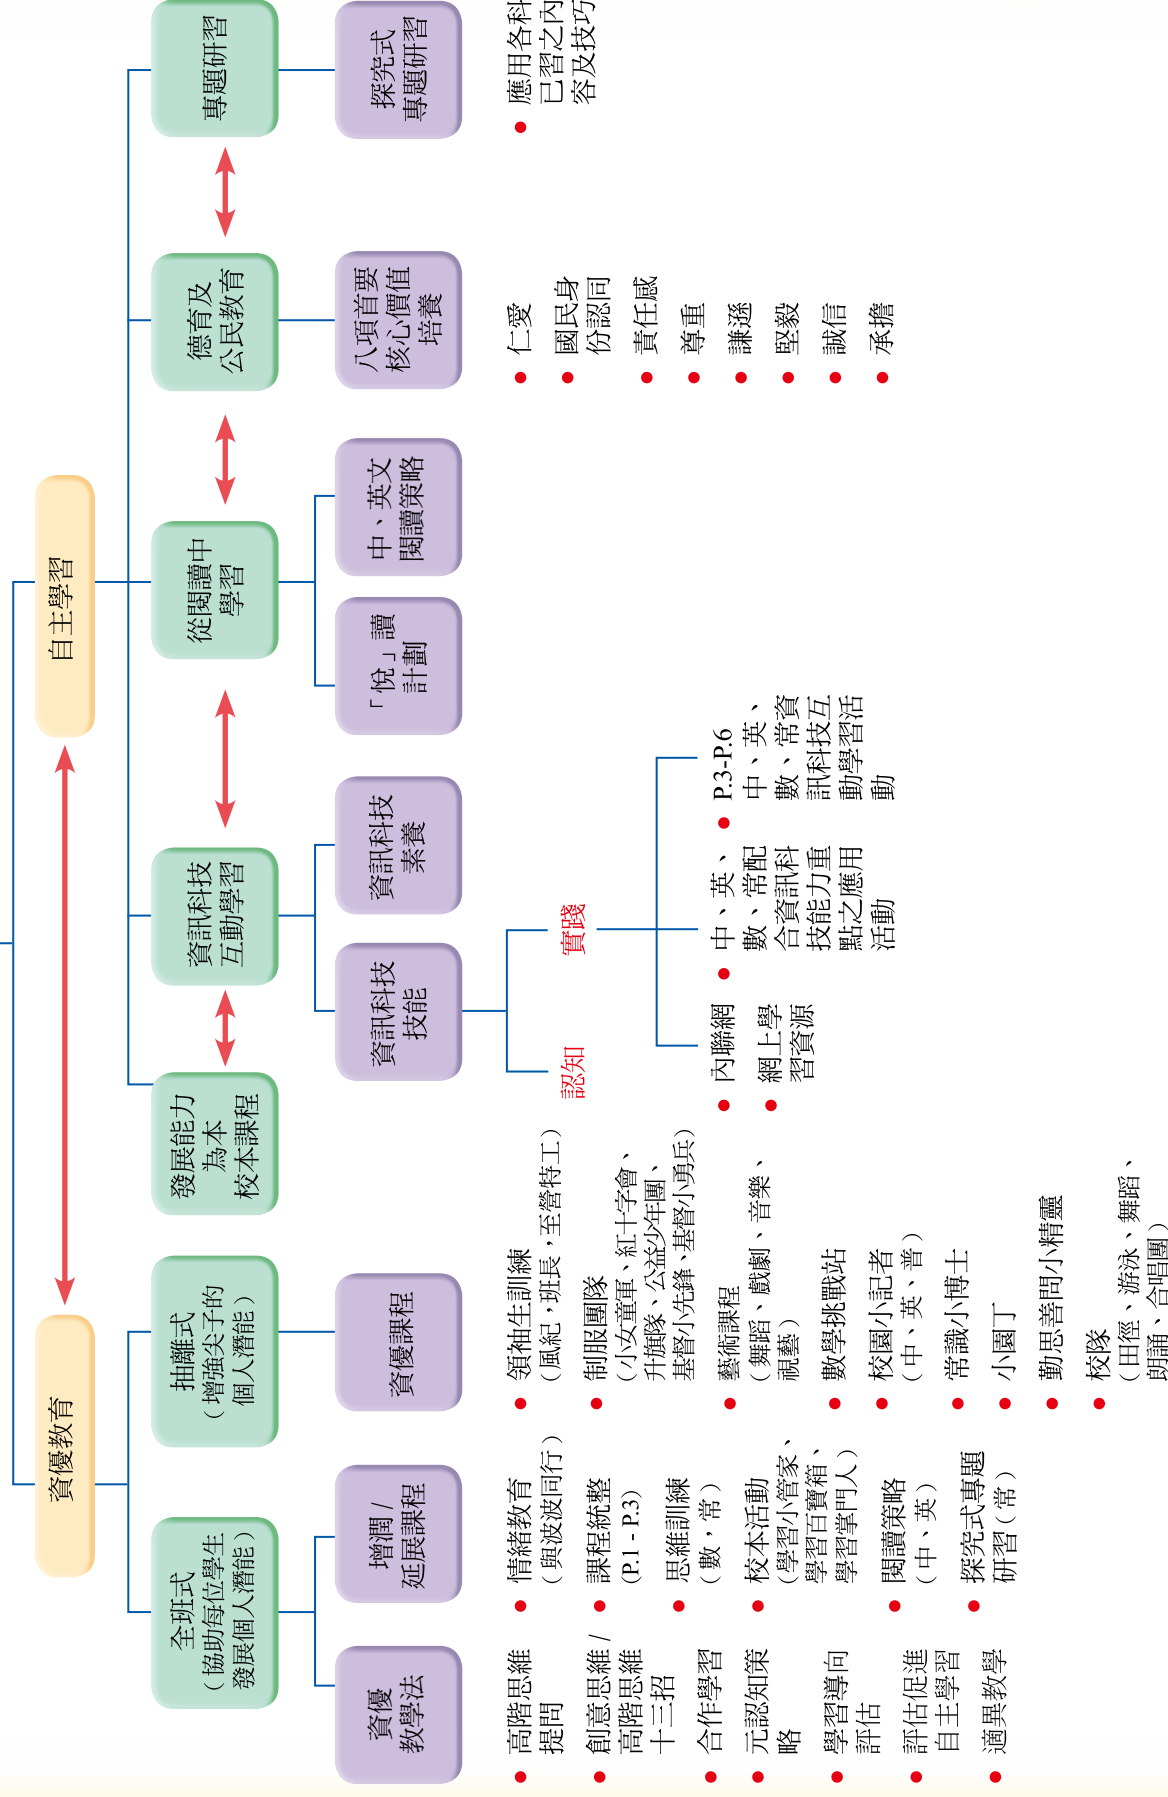 資優教育
自主學習
全班式
（協助每位學生
發展個人潛能）
抽離式
（增強尖子的
個人潛能）
發展能力
為本
校本課程
資訊科技
互動學習
從閱讀中
學習
德育及
公民教育
專題研習
資優
教學法
增潤 /
延展課程
資優課程
資訊科技
技能
資訊科技
素養
「悅」讀
計劃
中、英文
閱讀策略
八項首要
核心價值
培養
探究式
專題研習
● 高階思維
提問
● 創意思維 /
高階思維
十三招
● 合作學習
● 元認知策
略
● 學習導向
評估
● 評估促進
自主學習
● 適異教學
● 情緒教育
（與波波同行）
● 課程統整
(P.1 - P.3)
● 思維訓練
（數，常）
● 校本活動
（學習小管家、
學習百寶箱、
學習掌門人）
● 閱讀策略
（中、英）
● 探究式專題
研習（常）
● 領袖生訓練
（風紀，班長，至營特工）
● 制服團隊
（小女童軍、紅十字會、
升旗隊、公益少年團、
基督小先鋒、基督小勇兵）
● 藝術課程
（舞蹈、戲劇、音樂、
視藝）
● 數學挑戰站
● 校園小記者
（中、英、普）
● 常識小博士
● 小園丁
● 勤思善問小精靈
● 校隊
（田徑、游泳、舞蹈、
朗誦、合唱團）
認知
實踐
● 內聯網
● 網上學
習資源
● 中、英、
數、常配
合資訊科
技能力重
點之應用
活動
● P.3-P.6
中、英、
數、常資
訊科技互
動學習活
動
● 仁愛
● 國民身
份認同
● 責任感
● 尊重
● 謙遜
● 堅毅
● 誠信
● 承擔
● 應用各科
已習之內
容及技巧